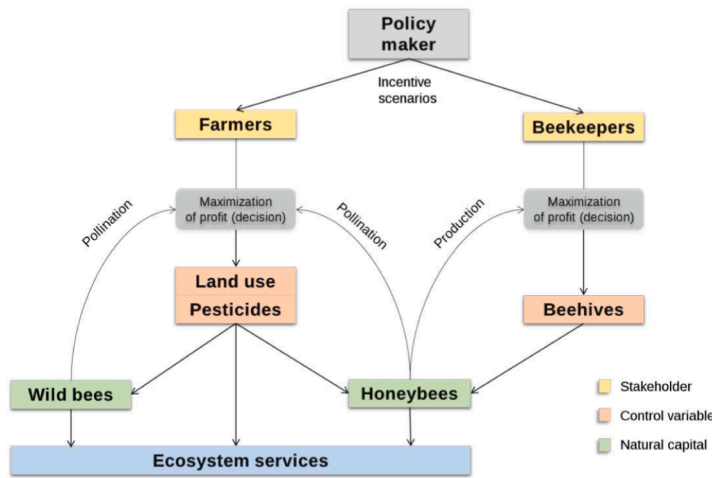 Policy
maker
Incentive
scenarios
Farmers
Beekeepers
Maximization
of profit (decision)
Maximization
of profit (decision)
Pollination
Pollination
Production
Land use
Pesticides
Beehives
Wild bees
Honeybees
Stakeholder
Control variable
Natural capital
Ecosystem services